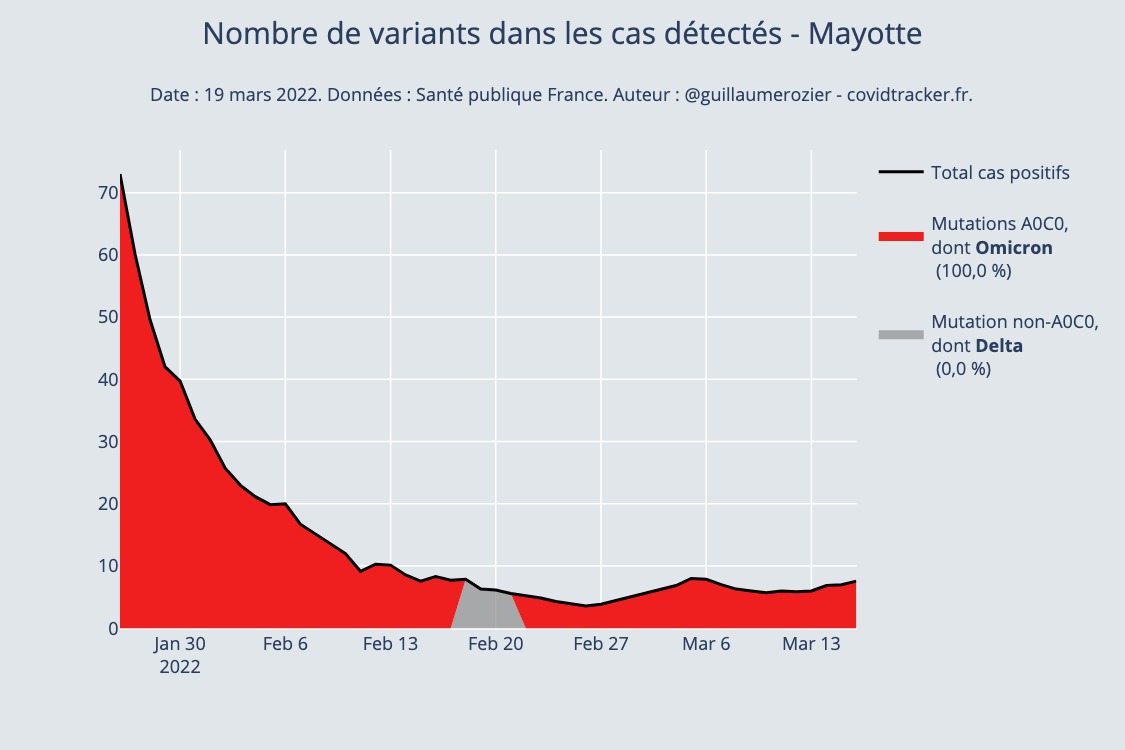 Nombre de variants dans les cas détectés - Mayotte
Date : 19 mars 2022. Données : Santé publique France. Auteur : @guillaumerozier - covidtracker.fr.
70
60
50
40
30
20
10
0
Jan 30
2022
Feb 6
Feb 13
Feb 20
Feb 27
Mar 6
Mar 13
Total cas positifs
Mutations A0C0,
dont Omicron
(100,0 %)
Mutation non-A0C0,
dont Delta
(0,0 %)